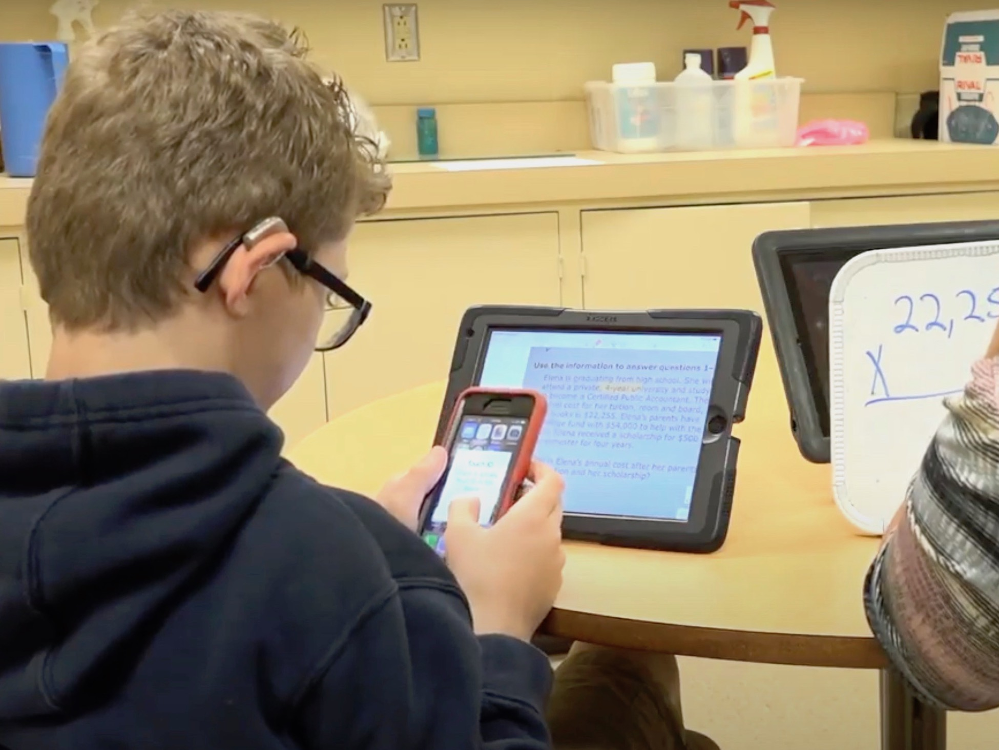 RIVAL
RIVAL
Use the information to answer questions 1-
Elena is graduating from high school. She wi
attend a private, 4-year university and study
become a Certified Public Accountant. The
cost for her tuition, room and board,
books is $22,255. Elena's parents have
fund with $54,000 to help with the
Elena received a scholarship for $500
for four years.
is Elena's annual cost after her parents
and her scholarship?
22,25
X